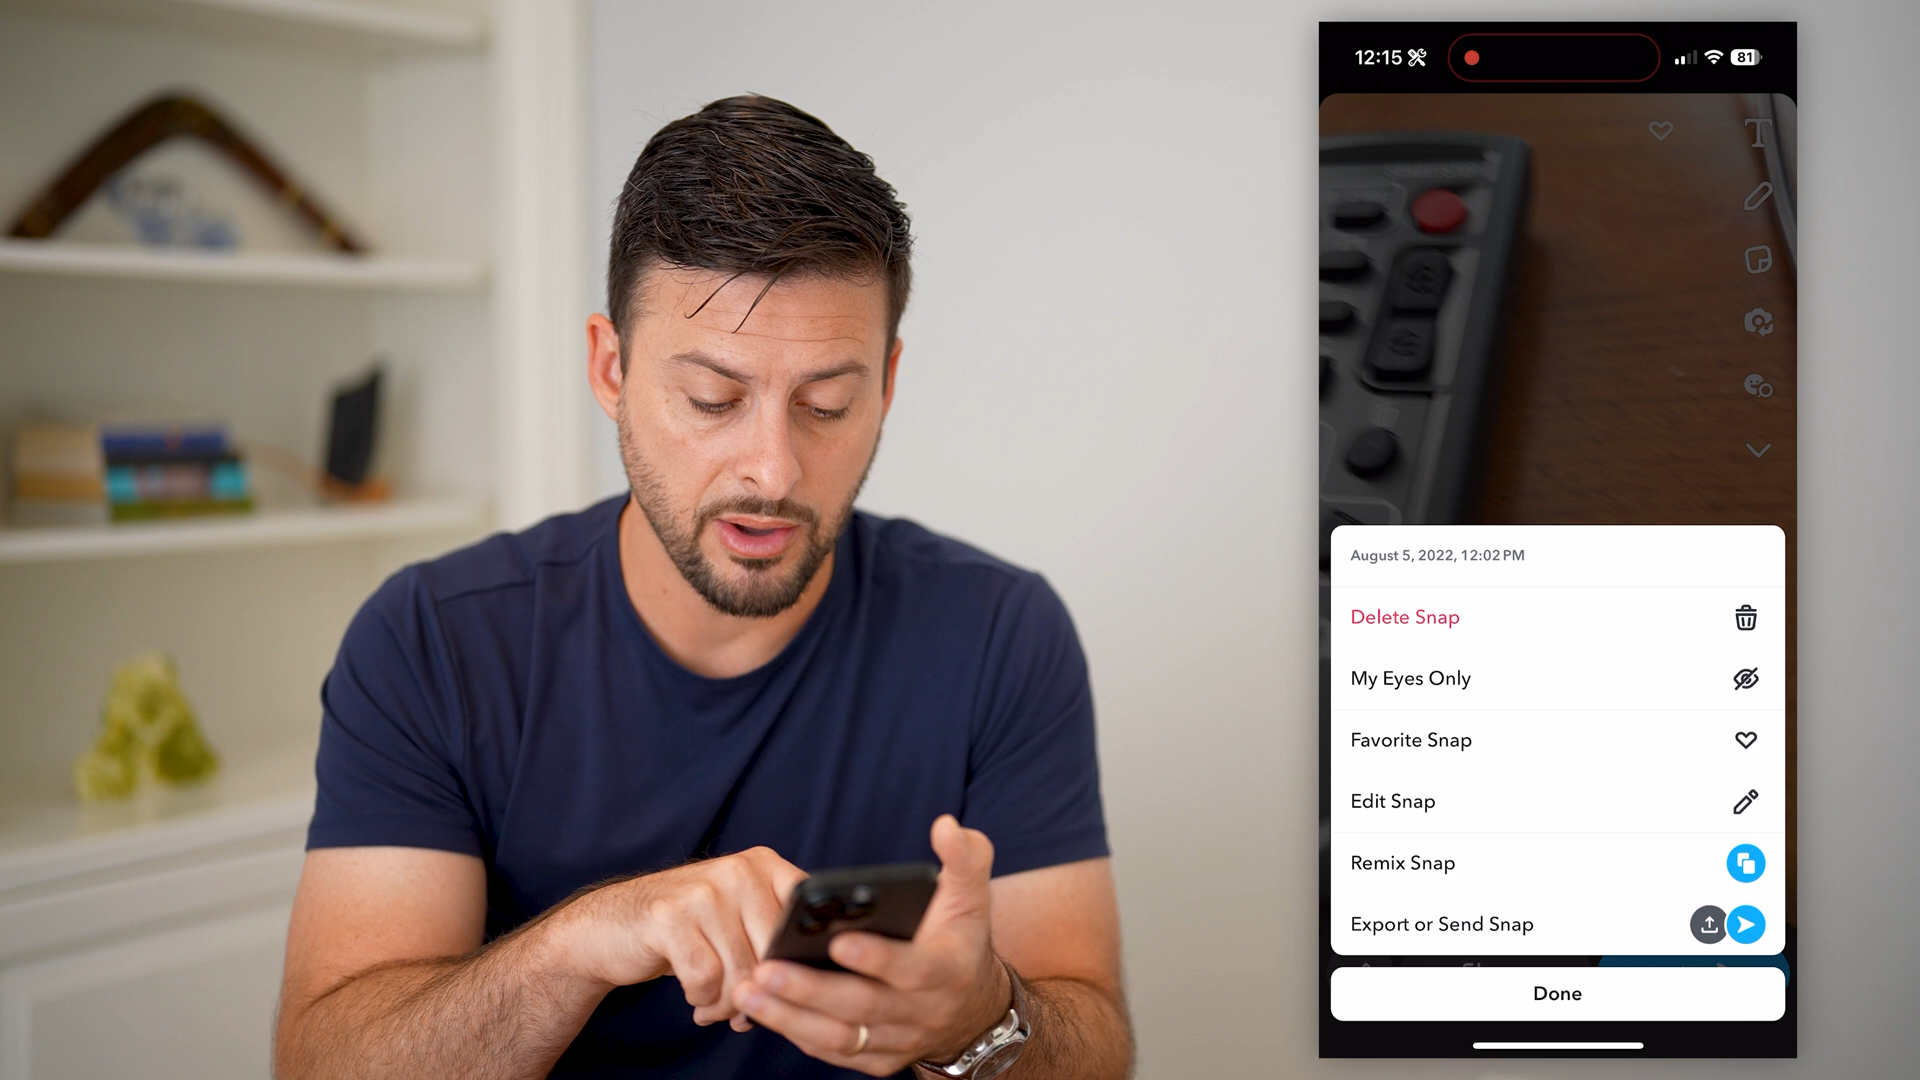 12:15
81
T
August 5, 2022, 12:02 PM
Delete Snap
My Eyes Only
Favorite Snap
Edit Snap
Remix Snap
Export or Send Snap
Done